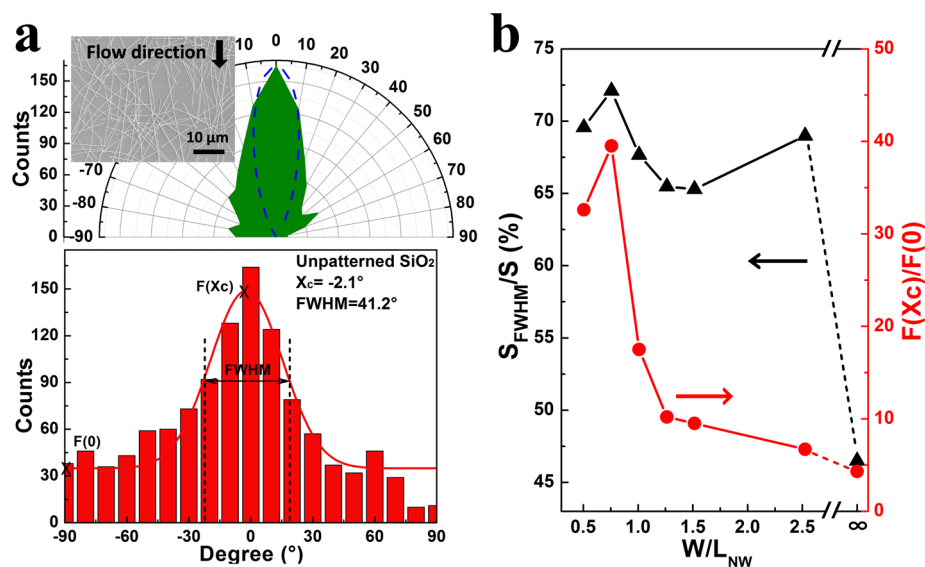 a
Flow direction
10 μm
10 0 10
20
30
40
50
60
70
80
90
-70
-80
90
Counts
150
120
90
60
30
0
Unpatterned SiO2
Xc= -2.1°
FWHM=41.2°
F(Xc)
FWHM
F(0)
Counts
150
120
90
60
30
0
-90 -60 -30 0 30 60 90
Degree (°)
b
SFWHM/S (%)
75
70
65
60
55
50
45
0.5 1.0 1.5 2.0 2.5 ∞
W/LNW
50
40
30
20
10
0
F(Xc)/F(0)